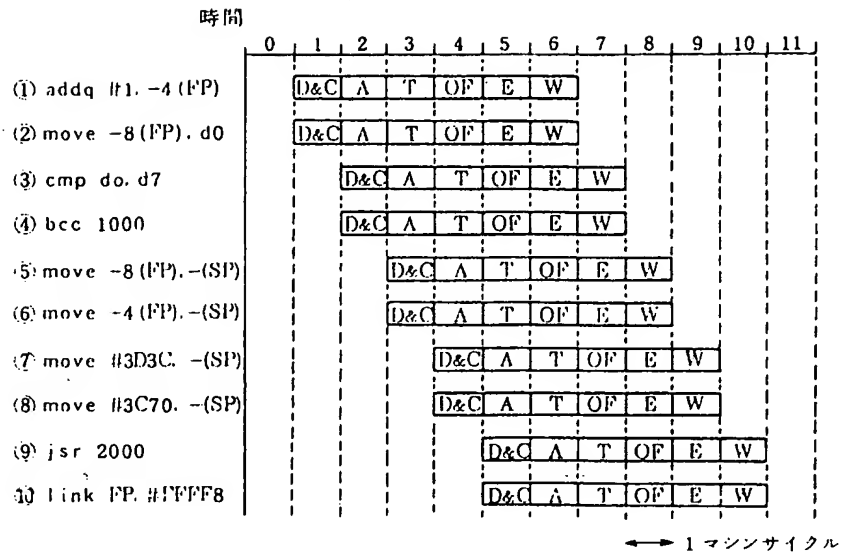 時間
0 1 2 3 4 5 6 7 8 9 10 11
① addq #1. -4(FP) D&C A T OF E W
② move -8(FP). d0 D&C A T OF E W
③ cmp do. d7 D&C A T OF E W
④ bcc 1000 D&C A T OF E W
⑤ move -8(FP). -(SP) D&C A T OF E W
⑥ move -4(FP). -(SP) D&C A T OF E W
⑦ move #3D3C. -(SP) D&C A T OF E W
⑧ move #3C70. -(SP) D&C A T OF E W
⑨ jsr 2000 D&C A T OF E W
⑩ link FP. #FFFF8 D&C A T OF E W
1 マシンサイクル